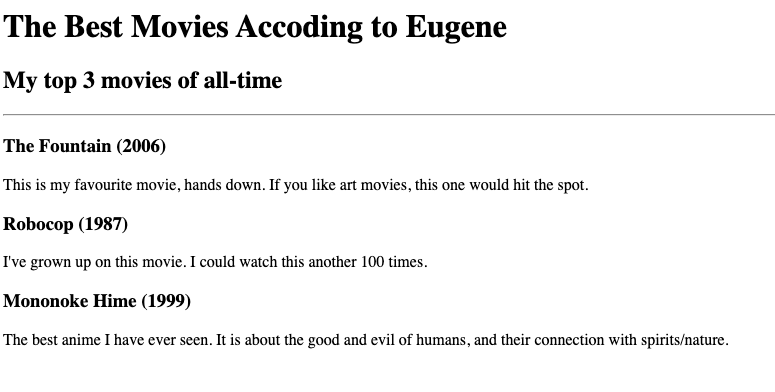 The Best Movies Accoding to Eugene
My top 3 movies of all-time
The Fountain (2006)
This is my favourite movie, hands down. If you like art movies, this one would hit the spot.
Robocop (1987)
I've grown up on this movie. I could watch this another 100 times.
Mononoke Hime (1999)
The best anime I have ever seen. It is about the good and evil of humans, and their connection with spirits/nature.